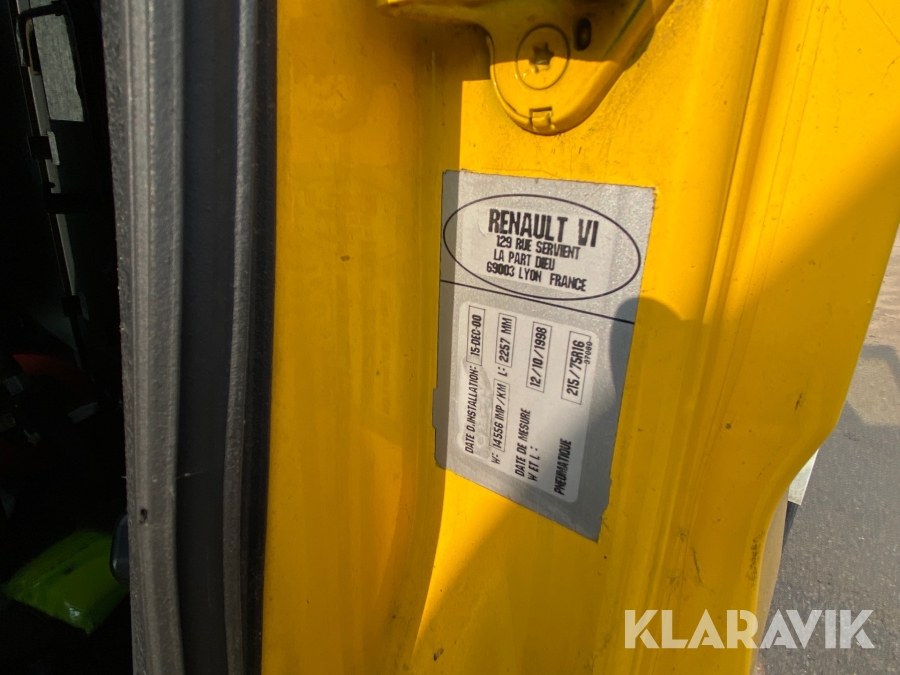 RENAULT VI
129 RUE SERVIENT
LA PART DIEU
69003 LYON FRANCE
DATE D.INSTALLATION: 15-DEC-00
W: 14556 IMP/KM L: 2257 MM
DATE DE MESURE
W ET L: 12/10/1998
PNEUMATIQUE 215/75R16
07080
KLARAVIK